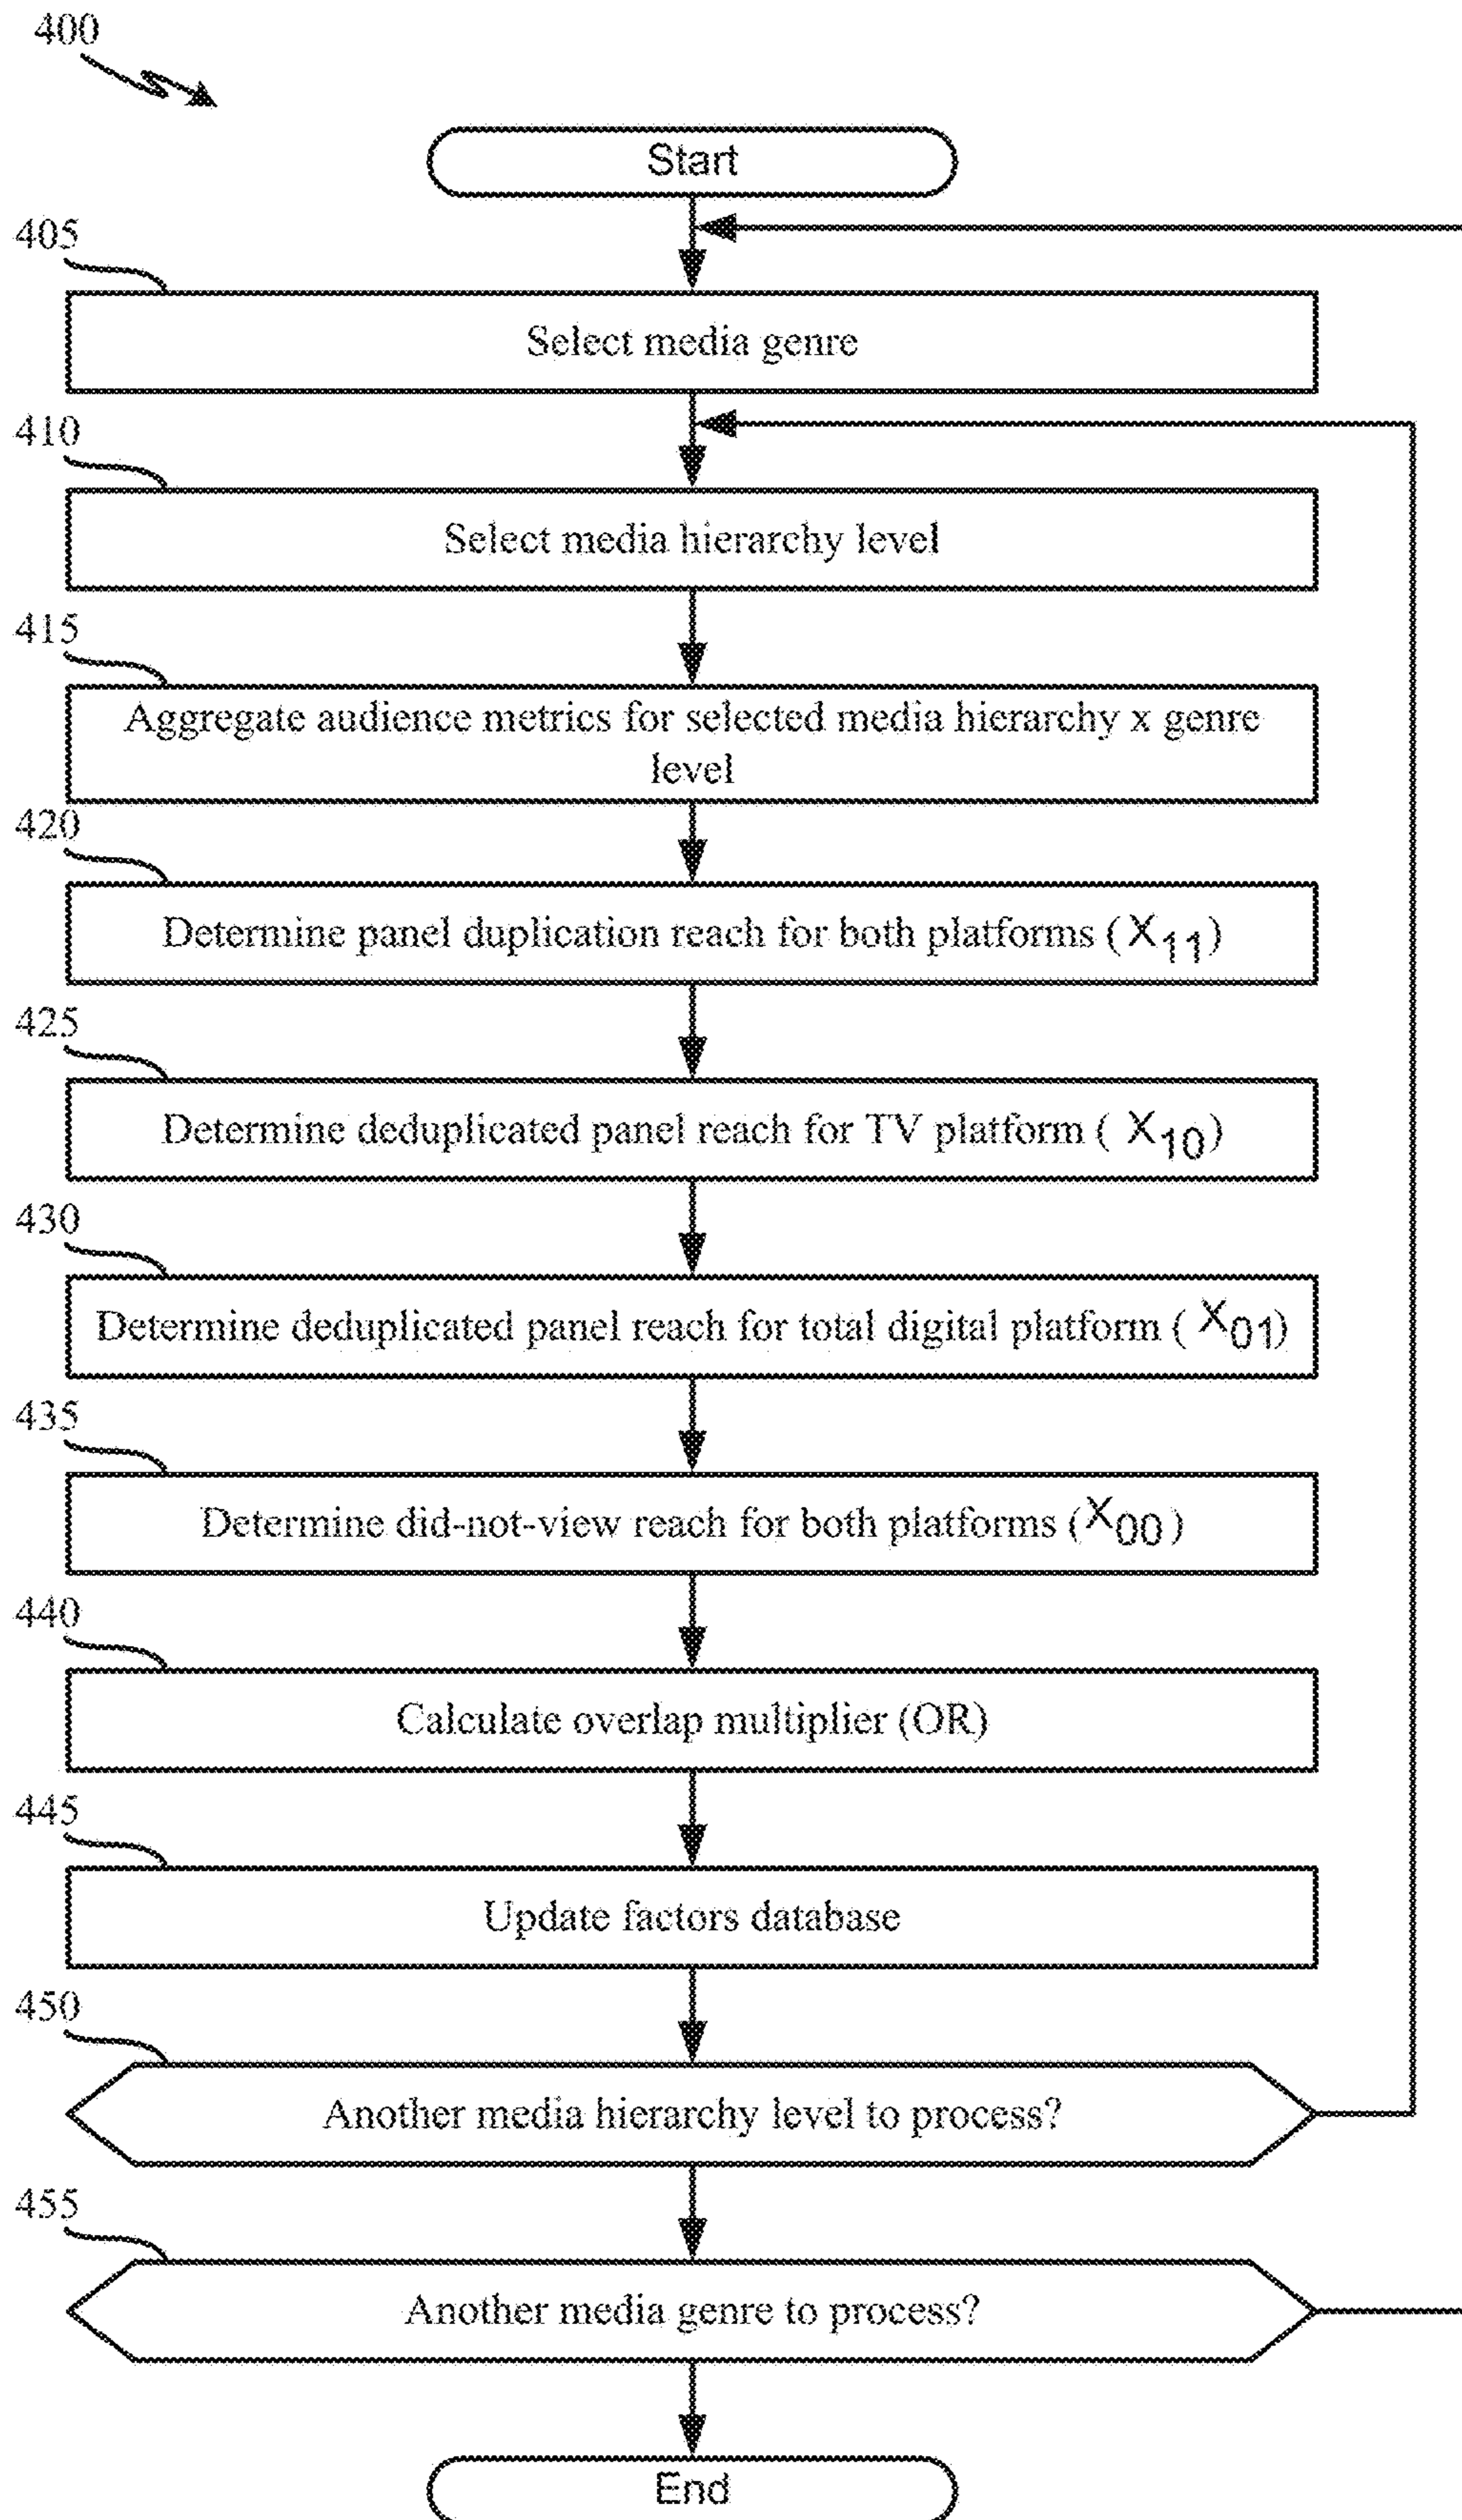 400
Start
405
Select media genre
410
Select media hierarchy level
415
Aggregate audience metrics for selected media hierarchy x genre
level
420
Determine panel duplication reach for both platforms (X11)
425
Determine deduplicated panel reach for TV platform ( X10)
430
Determine deduplicated panel reach for total digital platform ( X01)
435
Determine did-not-view reach for both platforms (X00)
440
Calculate overlap multiplier (OR)
445
Update factors database
450
Another media hierarchy level to process?
455
Another media genre to process?
End